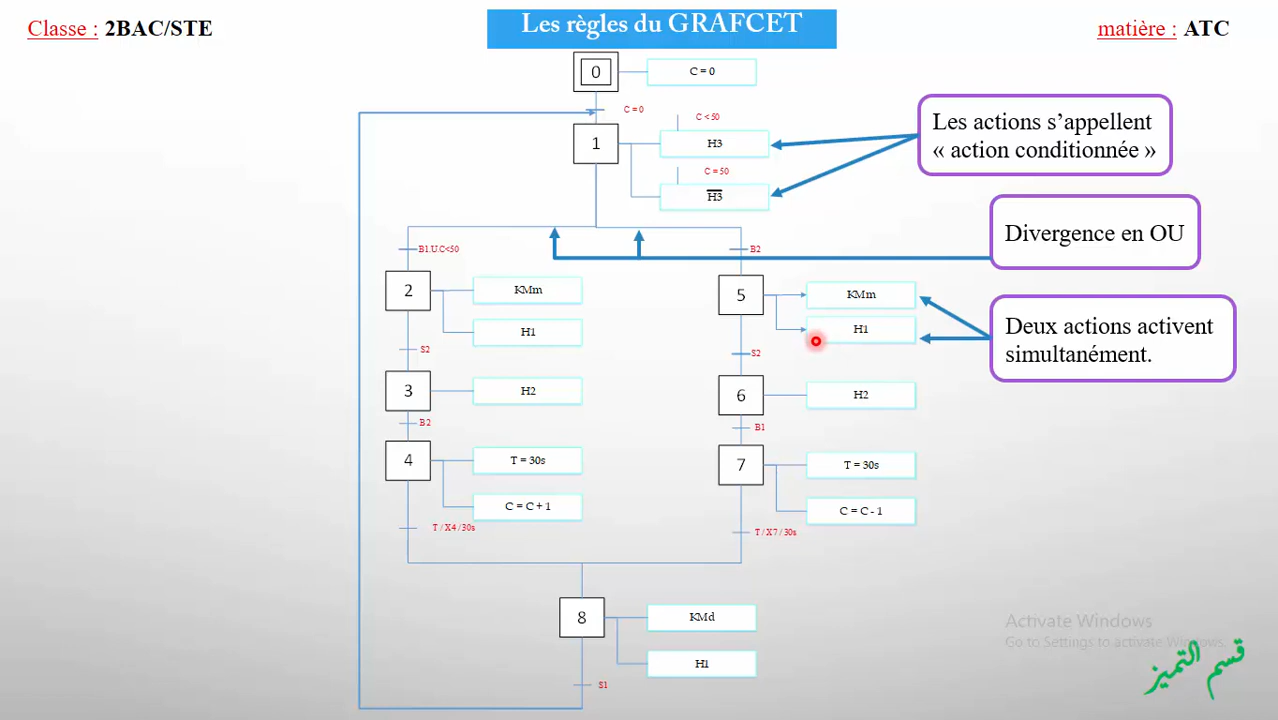 Classe : 2BAC/STE
Les règles du GRAFCET
matière : ATC
0
C = 0
C = 0
1
C < 50
H3
C = 50
H3̅
Les actions s’appellent
« action conditionnée »
Divergence en OU
B1.U.C<50
B2
2
KMm
H1
5
KMm
H1
Deux actions activent
simultanément.
S2
S2
3
H2
6
H2
B2
B1
4
T = 30s
C = C + 1
7
T = 30s
C = C - 1
T / X4 / 30s
T / X7 / 30s
8
KMd
H1
S1
Activate Windows
Go to Settings to activate Windows.
قسم التميز